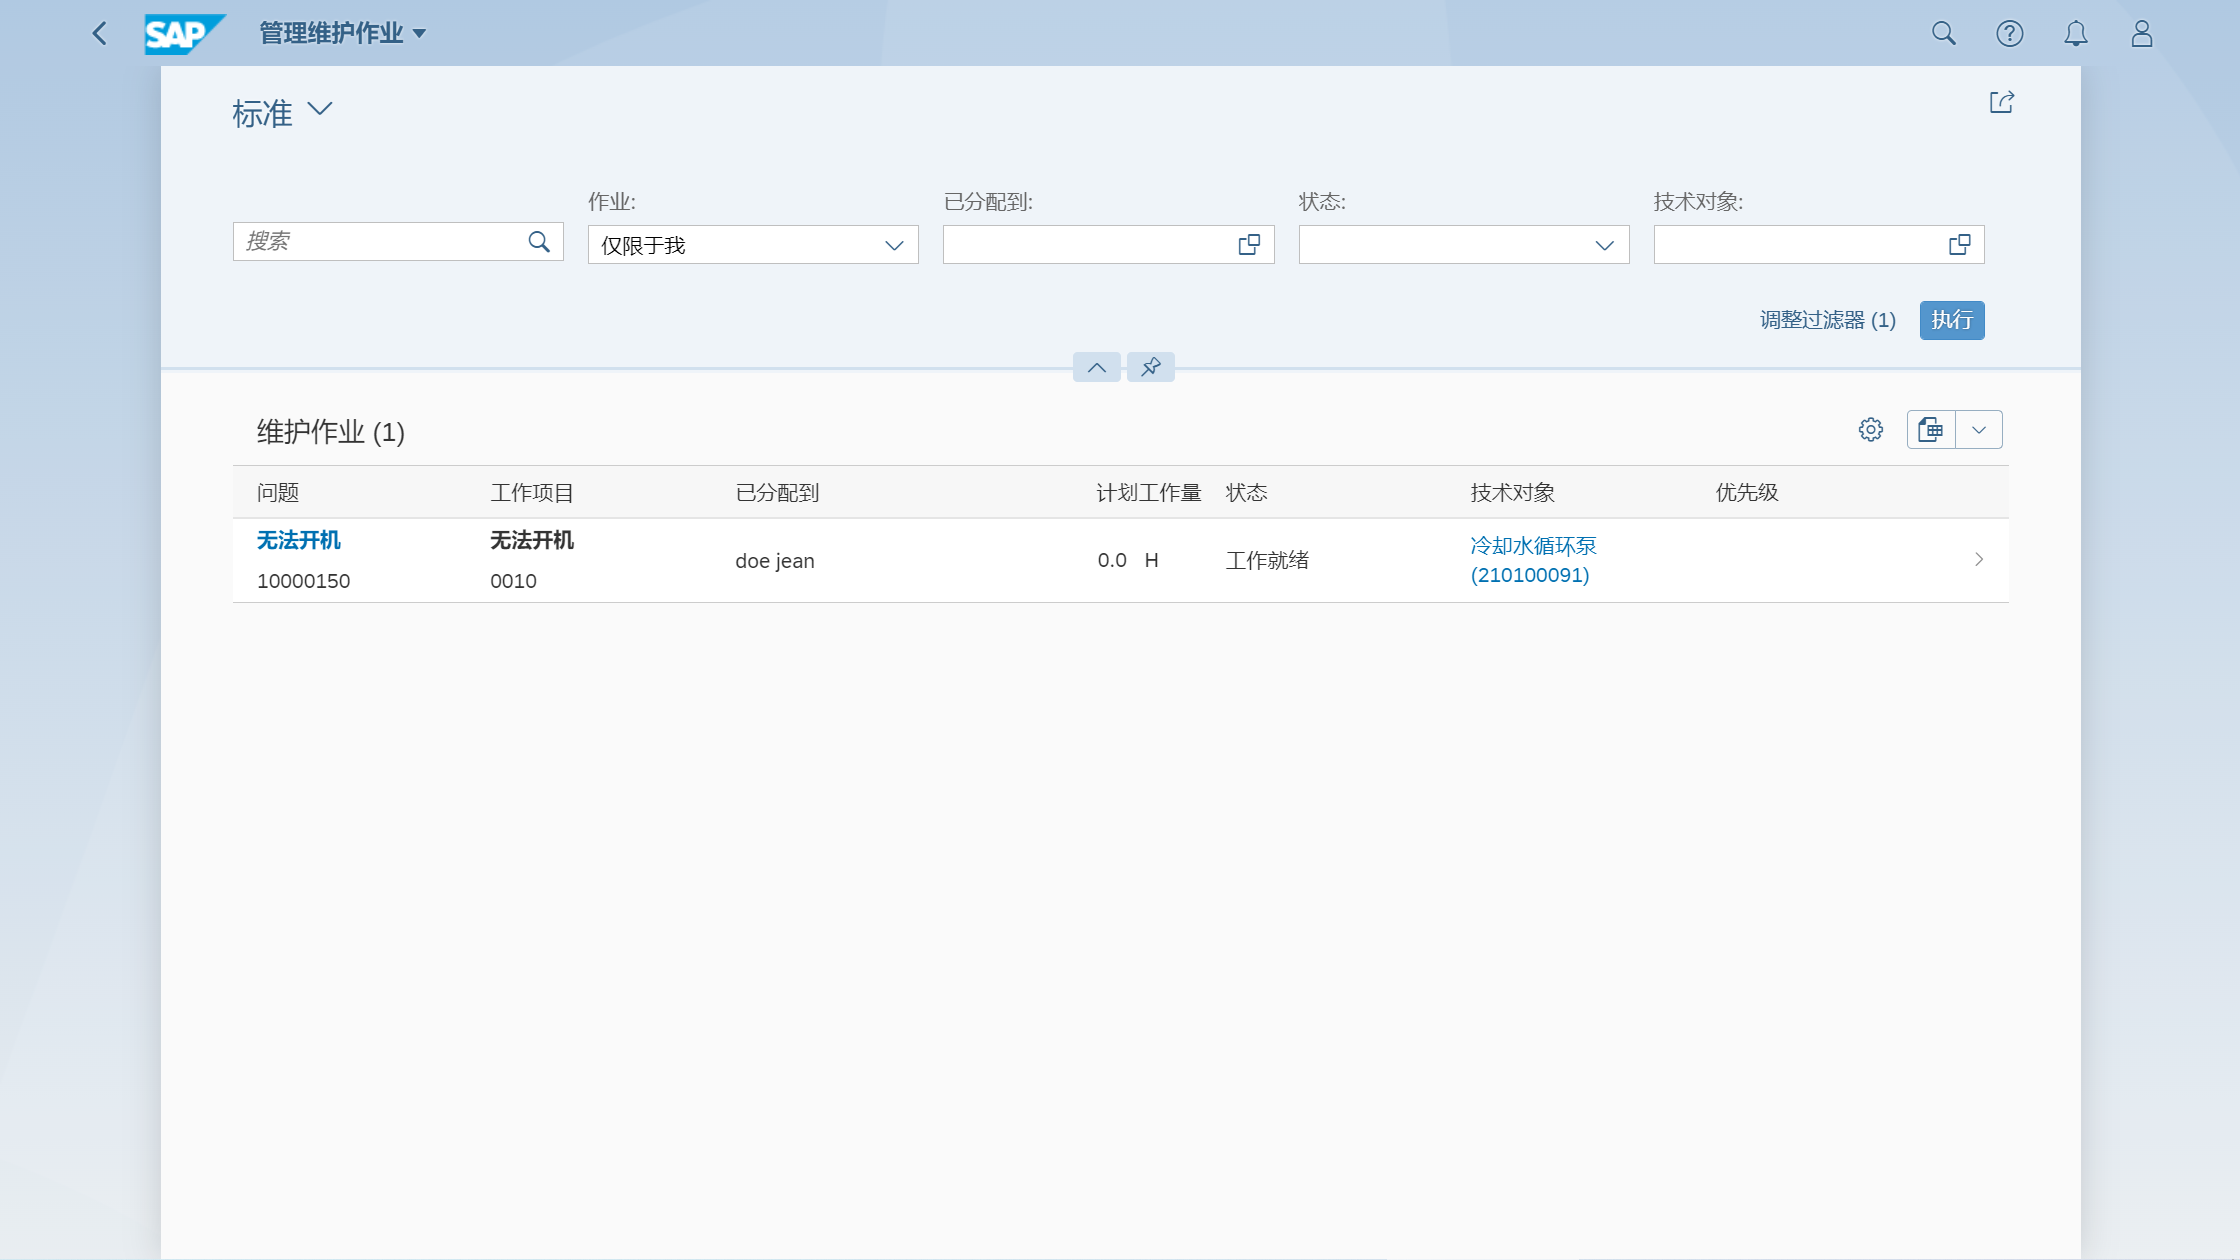 SAP 管理维护作业
标准
作业: 已分配到: 状态: 技术对象:
搜索 仅限于我
调整过滤器 (1) 执行
维护作业 (1)
问题 工作项目 已分配到 计划工作量 状态 技术对象 优先级
无法开机 无法开机 doe jean 0.0 H 工作就绪 冷却水循环泵
10000150 0010 (210100091)